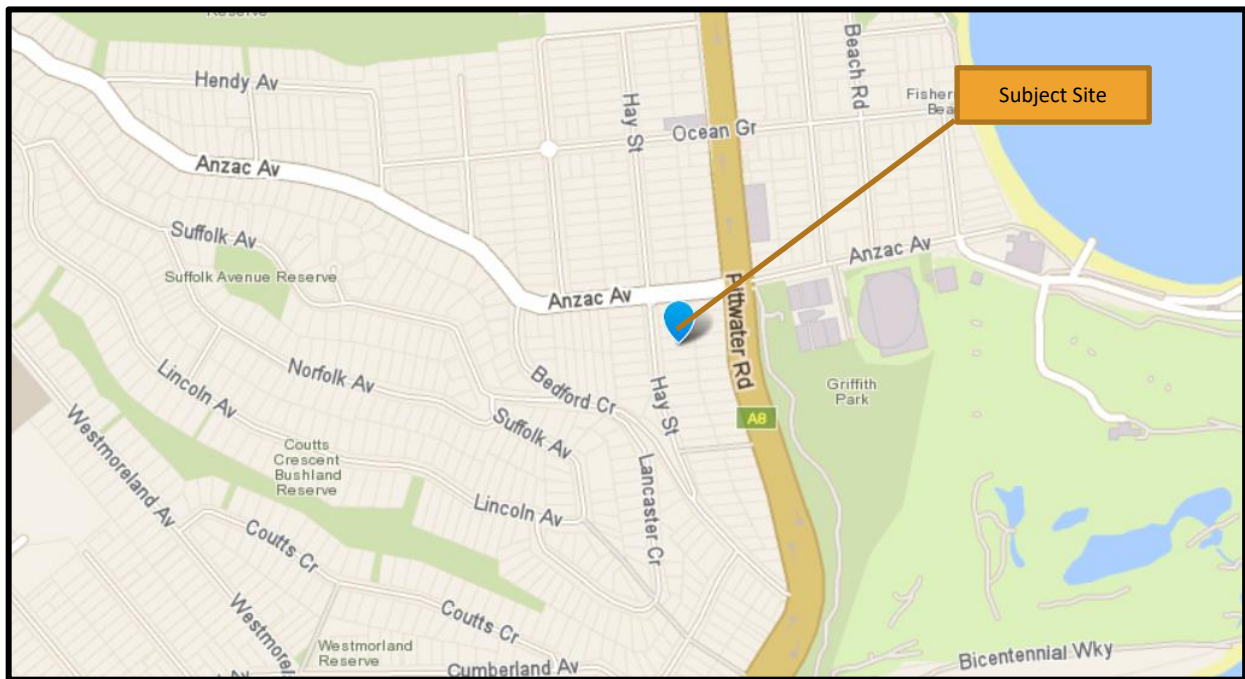 Hendy Av
Hay St
Beach Rd
Subject Site
Fisher
Bea
Ocean Gr
Anzac Av
Suffolk Av
Suffolk Avenue Reserve
Anzac Av
Anzac Av
Pittwater Rd
Norfolk Av
Lincoln Av
Bedford Cr
Hay St
Griffith
Park
A8
Suffolk Av
Westmoreland Av
Coutts
Crescent
Bushland
Reserve
Lincoln Av
Lancaster Cr
Coutts Cr
Westmorel
Coutts Cr
Westmorland
Reserve
Cumberland Av
Bicentennial Wky